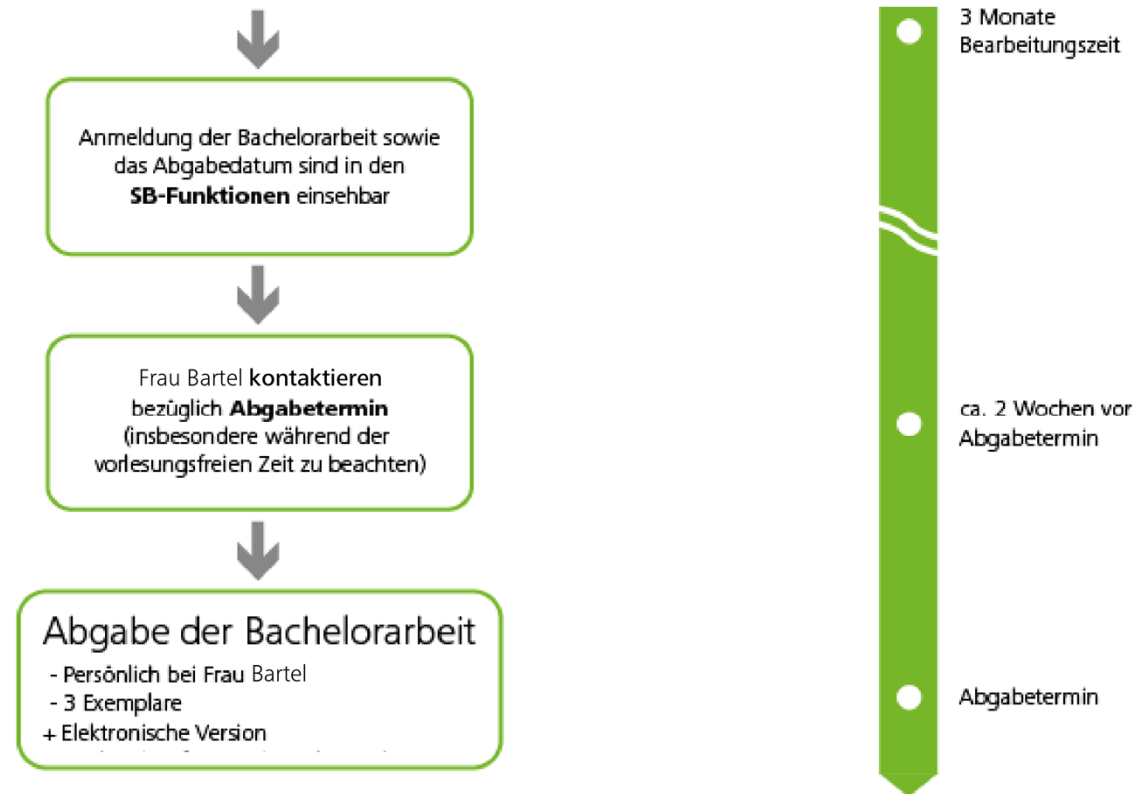 Anmeldung der Bachelorarbeit sowie
das Abgabedatum sind in den
SB-Funktionen einsehbar
Frau Bartel kontaktieren
bezüglich Abgabetermin
(insbesondere während der
vorlesungsfreien Zeit zu beachten)
Abgabe der Bachelorarbeit
- Persönlich bei Frau Bartel
- 3 Exemplare
+ Elektronische Version
3 Monate
Bearbeitungszeit
ca. 2 Wochen vor
Abgabetermin
Abgabetermin